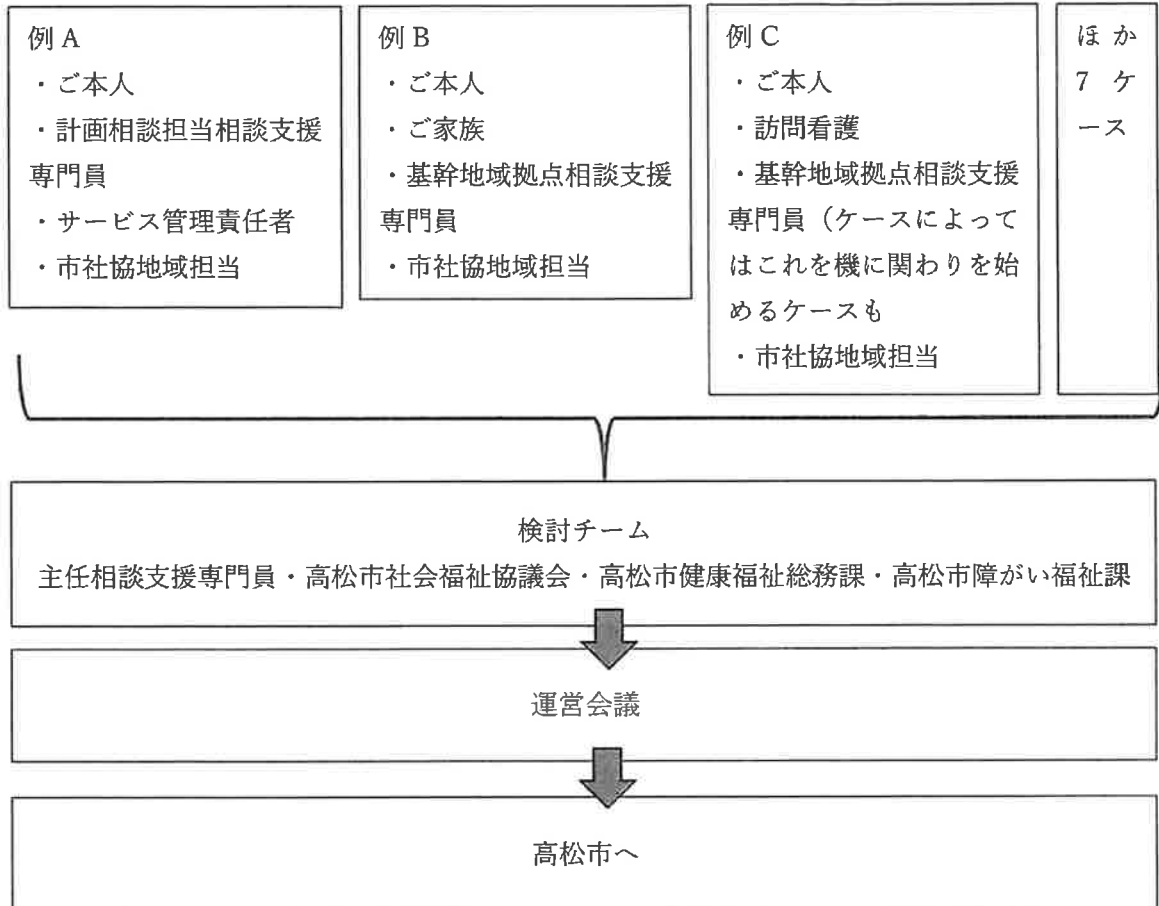 例 A
・ご本人
・計画相談担当相談支援
専門員
・サービス管理責任者
・市社協地域担当
例 B
・ご本人
・ご家族
・基幹地域拠点相談支援
専門員
・市社協地域担当
例 C
・ご本人
・訪問看護
・基幹地域拠点相談支援
専門員（ケースによって
はこれを機に関わりを始
めるケースも
・市社協地域担当
ほ か
7 ケ
ース
検討チーム
主任相談支援専門員・高松市社会福祉協議会・高松市健康福祉総務課・高松市障がい福祉課
運営会議
高松市へ